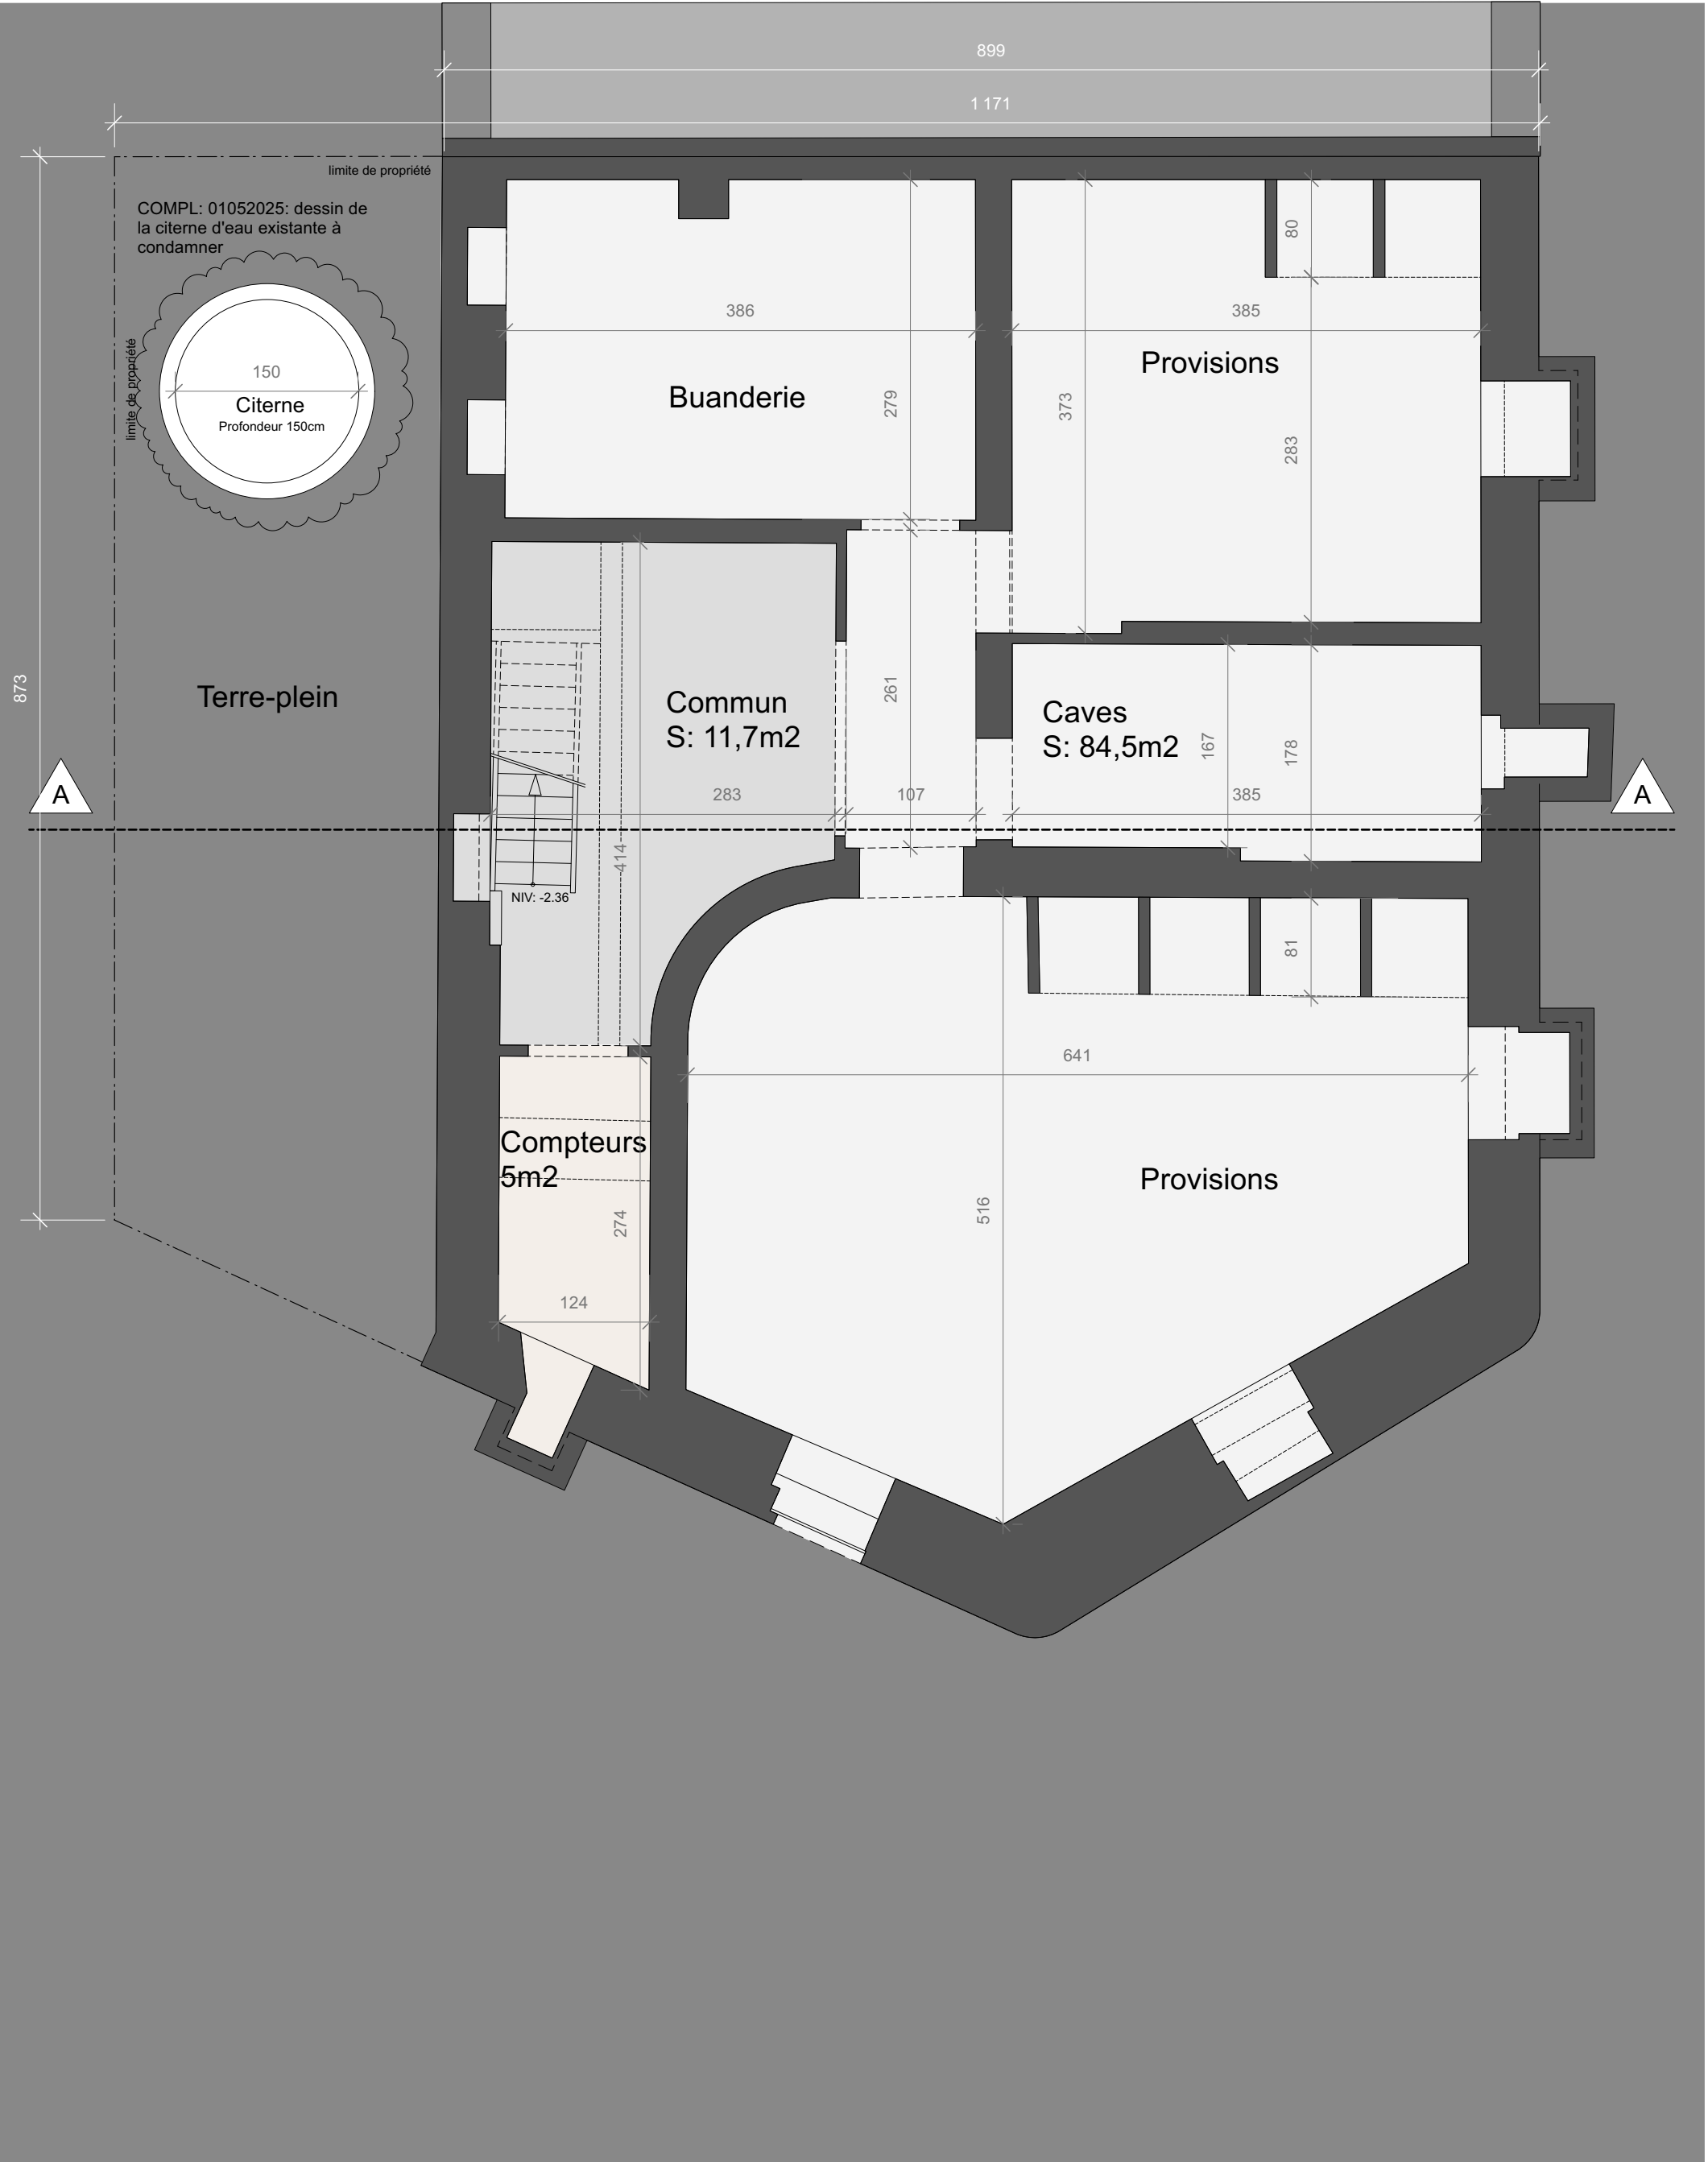 899
1 171
limite de propriété
COMPL: 01052025: dessin de
la citerne d'eau existante à
condamner
80
386
385
limite de propriété
150
Citerne
Profondeur 150cm
Buanderie
279
Provisions
373
283
873
Terre-plein
261
Commun
S: 11,7m2
Caves
S: 84,5m2
167
178
A
A
283
107
385
414
NIV: -2.36
81
641
Compteurs
5m2
Provisions
516
274
124